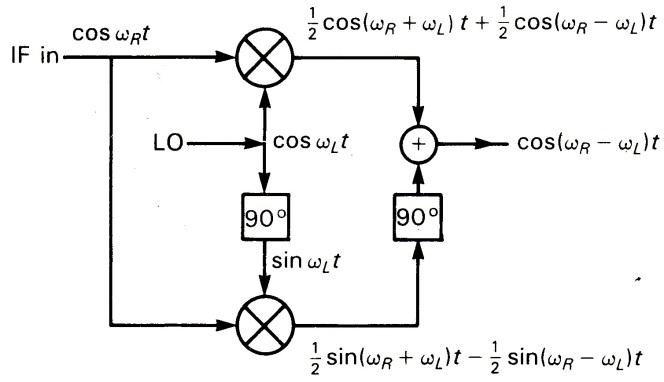 ½cos(ω_R + ω_L) t + ½cos(ω_R − ω_L)t
cos ω_Rt
IF in
LO
cos ω_Lt
+
cos(ω_R − ω_L)t
90°
90°
sin ω_Lt
½sin(ω_R + ω_L)t − ½sin(ω_R − ω_L)t